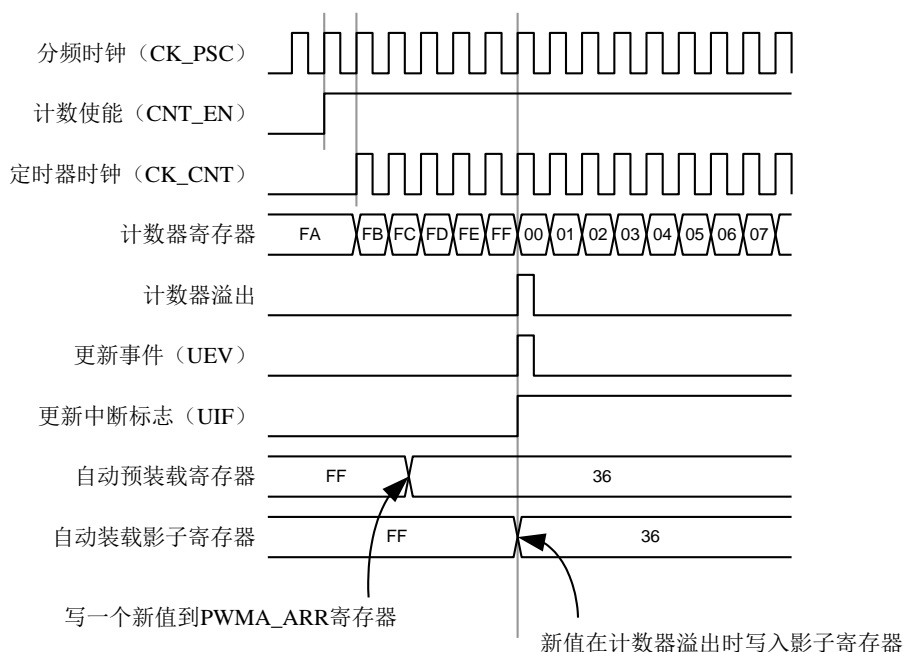 分频时钟（CK_PSC）
计数使能（CNT_EN）
定时器时钟（CK_CNT）
计数器寄存器 FA FB FC FD FE FF 00 01 02 03 04 05 06 07
计数器溢出
更新事件（UEV）
更新中断标志（UIF）
自动预装载寄存器 FF 36
自动装载影子寄存器 FF 36
写一个新值到PWMA_ARR寄存器
新值在计数器溢出时写入影子寄存器